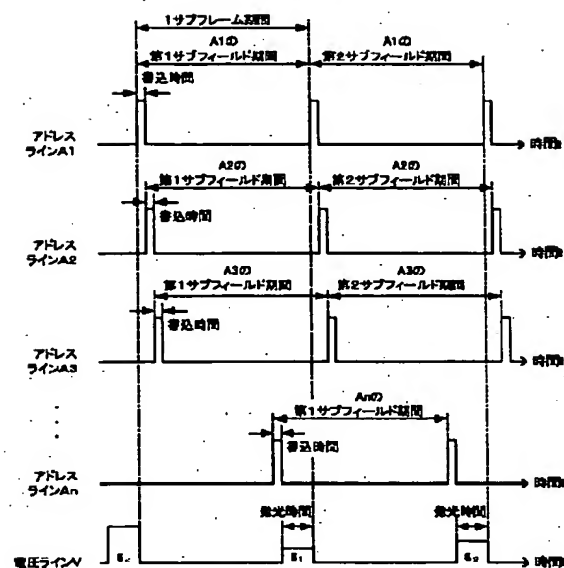 1サブフレーム期間
A1の
第1サブフィールド期間
A1の
第2サブフィールド期間
書込時間
アドレス
ラインA1
時間
A2の
第1サブフィールド期間
A2の
第2サブフィールド期間
書込時間
アドレス
ラインA2
時間
A3の
第1サブフィールド期間
A3の
第2サブフィールド期間
書込時間
アドレス
ラインA3
時間
Anの
第1サブフィールド期間
書込時間
アドレス
ラインAn
時間
発光時間
発光時間
電圧ラインV
時間